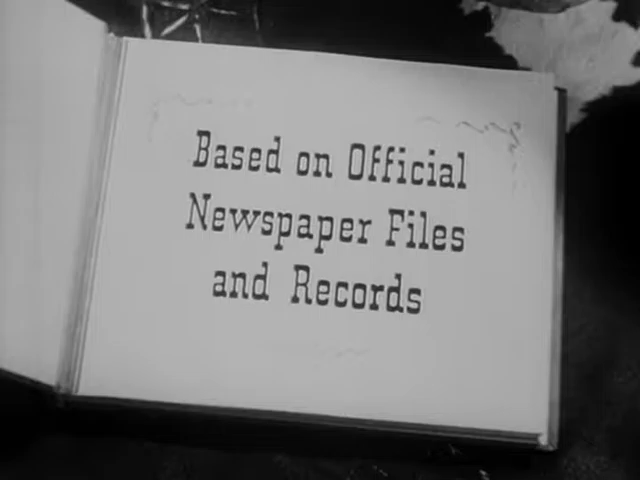 Based on Official
Newspaper Files
and Records